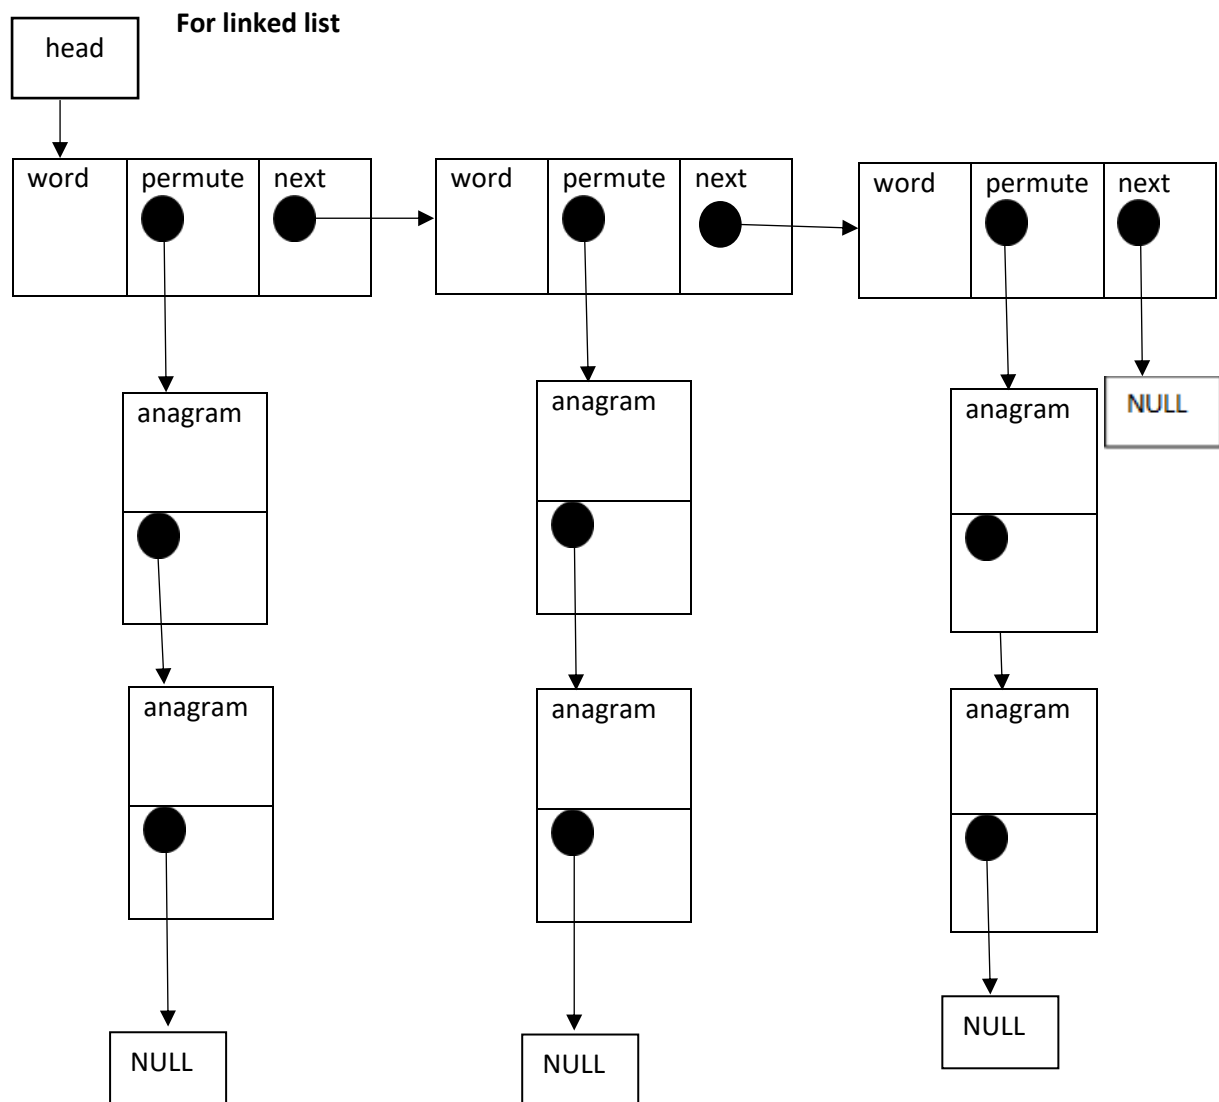 For linked list
head
word permute next
word permute next
word permute next
anagram
anagram
anagram
NULL
anagram
anagram
anagram
NULL
NULL
NULL